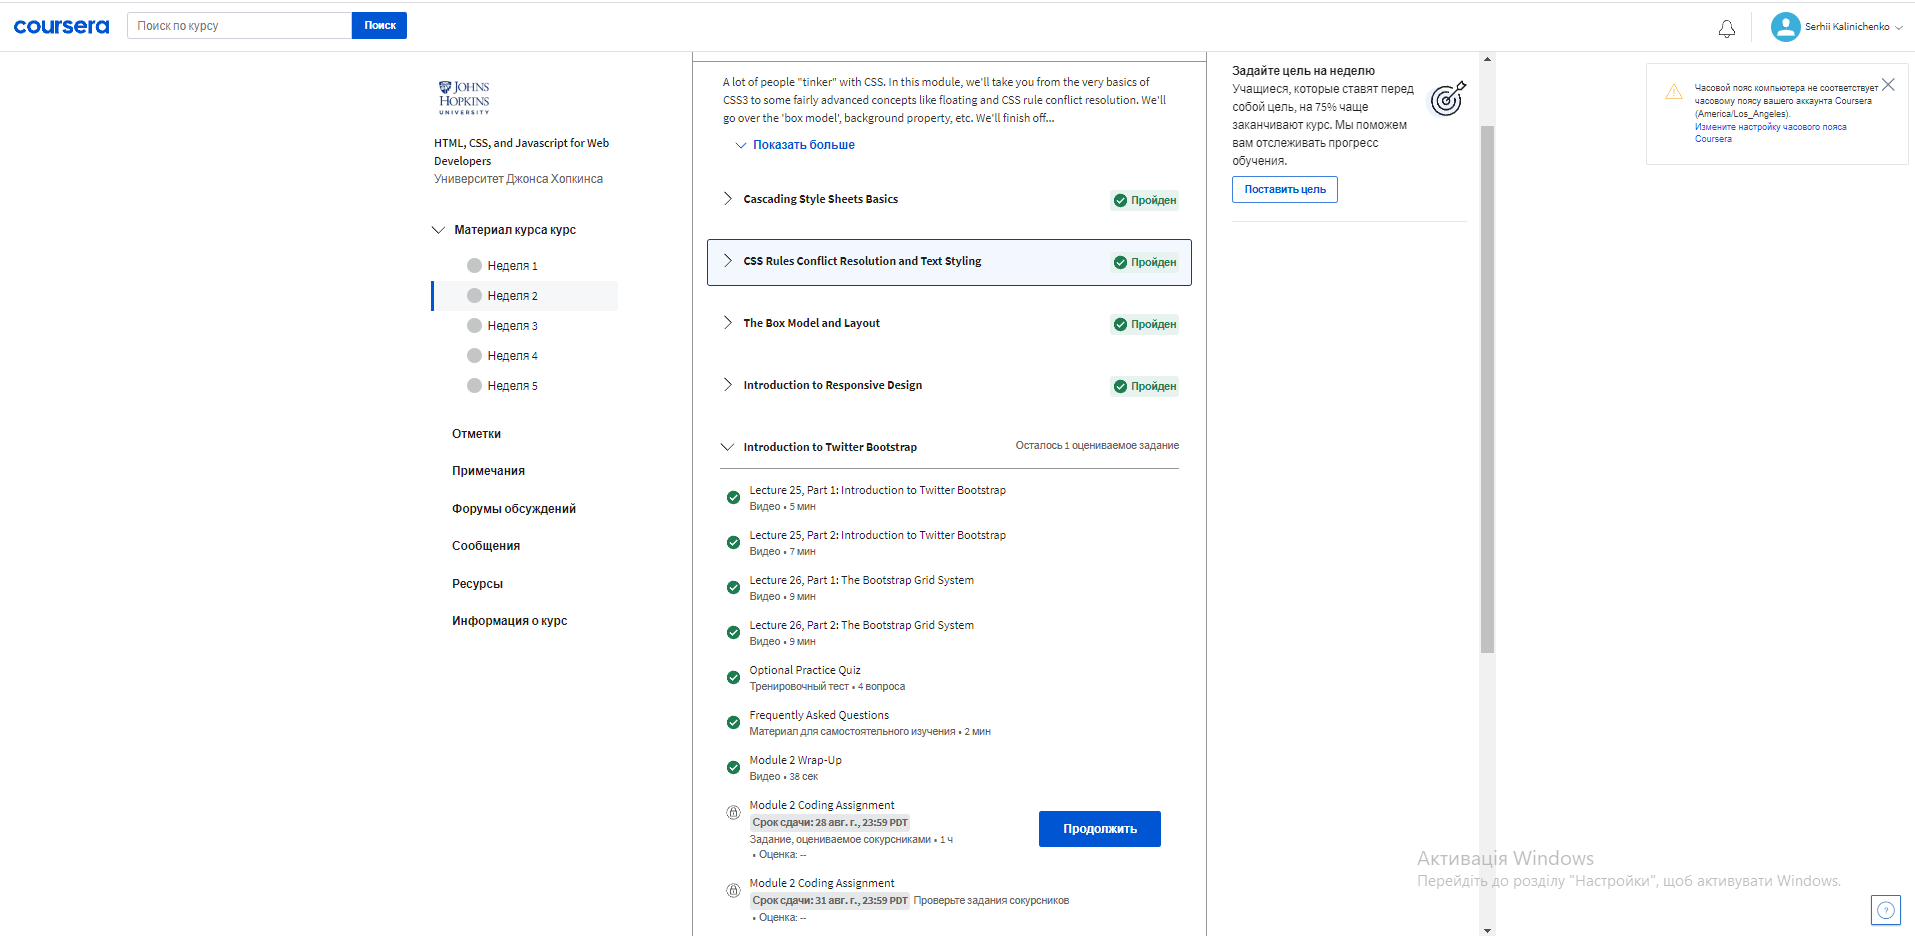 coursera
Поиск по курсу
Поиск
Serhii Kalinichenko
JOHNS
HOPKINS
UNIVERSITY
HTML, CSS, and Javascript for Web
Developers
Университет Джонса Хопкинса
Материал курса курс
Неделя 1
Неделя 2
Неделя 3
Неделя 4
Неделя 5
Отметки
Примечания
Форумы обсуждений
Сообщения
Ресурсы
Информация о курс
A lot of people "tinker" with CSS. In this module, we'll take you from the very basics of
CSS3 to some fairly advanced concepts like floating and CSS rule conflict resolution. We'll
go over the 'box model', background property, etc. We'll finish off...
Показать больше
Cascading Style Sheets Basics
Пройден
CSS Rules Conflict Resolution and Text Styling
Пройден
The Box Model and Layout
Пройден
Introduction to Responsive Design
Пройден
Introduction to Twitter Bootstrap
Осталось 1 оцениваемое задание
Lecture 25, Part 1: Introduction to Twitter Bootstrap
Видео • 5 мин
Lecture 25, Part 2: Introduction to Twitter Bootstrap
Видео • 7 мин
Lecture 26, Part 1: The Bootstrap Grid System
Видео • 9 мин
Lecture 26, Part 2: The Bootstrap Grid System
Видео • 9 мин
Optional Practice Quiz
Тренировочный тест • 4 вопроса
Frequently Asked Questions
Материал для самостоятельного изучения • 2 мин
Module 2 Wrap-Up
Видео • 38 сек
Module 2 Coding Assignment
Срок сдачи: 28 авг. г., 23:59 PDT
Задание, оцениваемое сокурсниками • 1 ч
• Оценка: --
Продолжить
Module 2 Coding Assignment
Срок сдачи: 31 авг. г., 23:59 PDT Проверьте задания сокурсников
• Оценка: --
Задайте цель на неделю
Учащиеся, которые ставят перед
собой цель, на 75% чаще
заканчивают курс. Мы поможем
вам отслеживать прогресс
обучения.
Поставить цель
Часовой пояс компьютера не соответствует
часовому поясу вашего аккаунта Coursera
(America/Los_Angeles).
Измените настройку часового пояса
Coursera
Активація Windows
Перейдіть до розділу "Настройки", щоб активувати Windows.
?